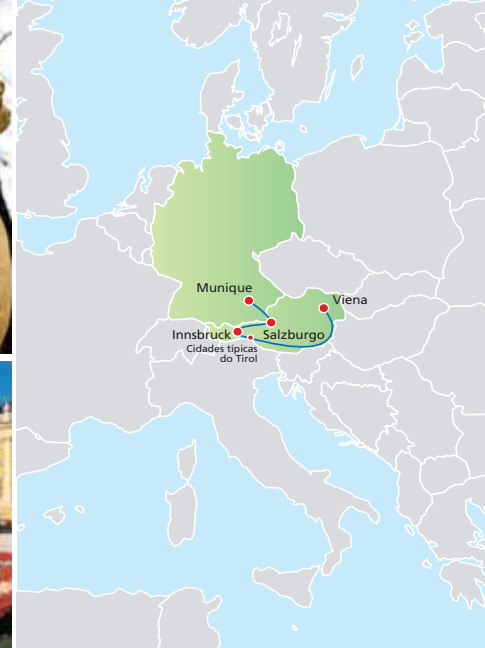 Munique
Viena
Innsbruck
Salzburgo
Cidades típicas
do Tirol